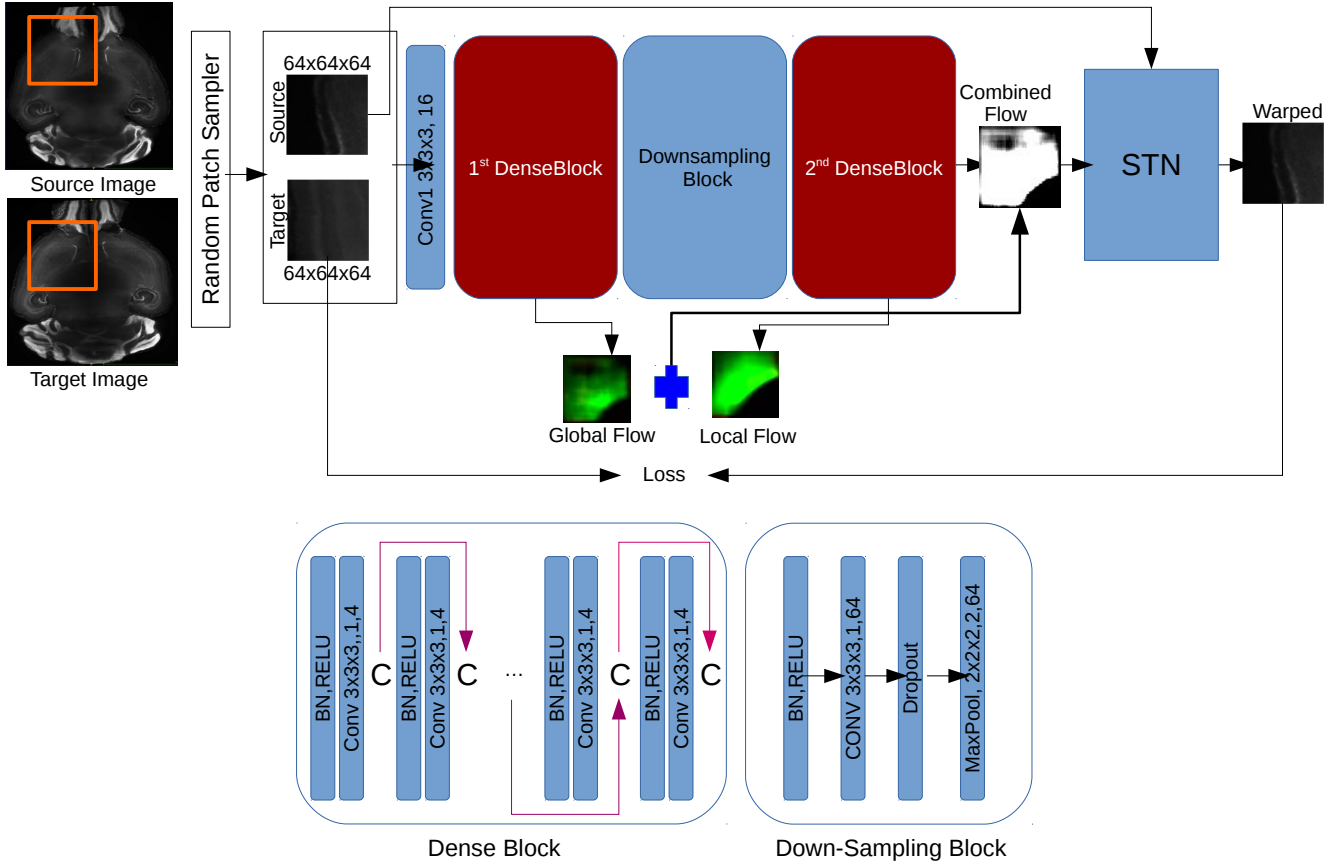 Source Image
Target Image
Random Patch Sampler
64x64x64
Source
Target
64x64x64
Conv1 3x3x3, 16
1st DenseBlock
Downsampling
Block
2nd DenseBlock
Combined
Flow
STN
Warped
Global Flow
Local Flow
Loss
BN,RELU
Conv 3x3x3,,1,4
C
BN,RELU
Conv 3x3x3,1,4
C
...
BN,RELU
Conv 3x3x3,1,4
C
BN,RELU
Conv 3x3x3,1,4
C
Dense Block
BN,RELU
CONV 3x3x3,1,64
Dropout
MaxPool, 2x2x2,2,64
Down-Sampling Block